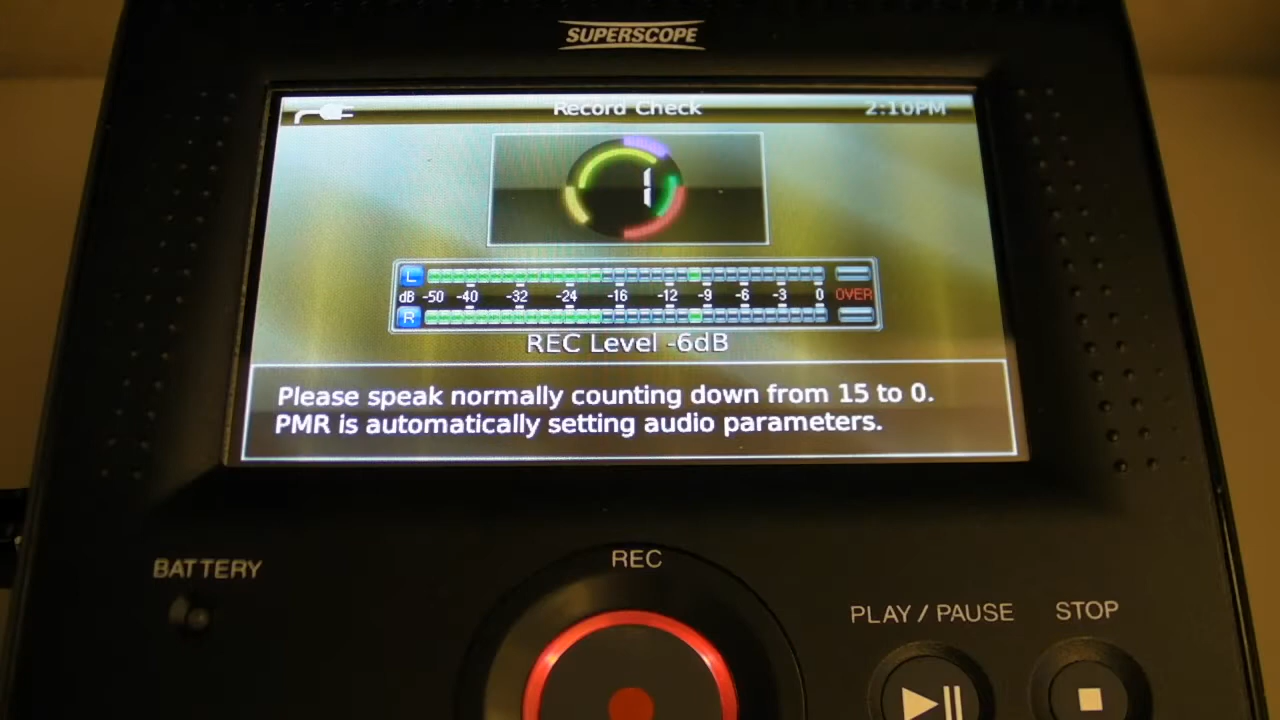 SUPERSCOPE
Record Check 2:10PM
1
L
dB -50 -40 -32 -24 -16 -12 -9 -6 -3 0 OVER
R
REC Level -6dB
Please speak normally counting down from 15 to 0.
PMR is automatically setting audio parameters.
REC
BATTERY
PLAY / PAUSE STOP